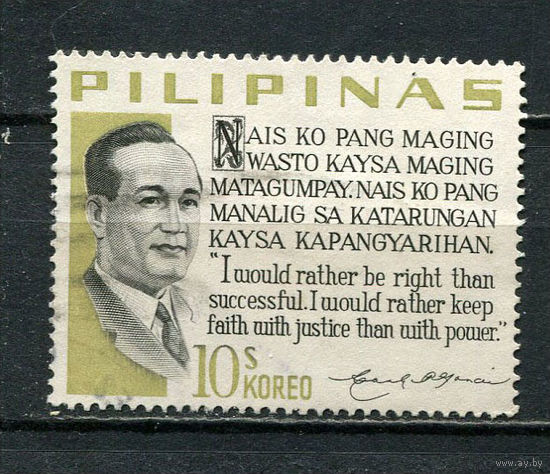 PILIPINAS
NAIS KO PANG MAGING
WASTO KAYSA MAGING
MATAGUMPAY: NAIS KO PANG
MANALIG SA KATARUNGAN
KAYSA KAPANGYARIHAN.
"I would rather be right than
successful. I would rather keep
faith with justice than with power."
10s KOREO
www.ay.by